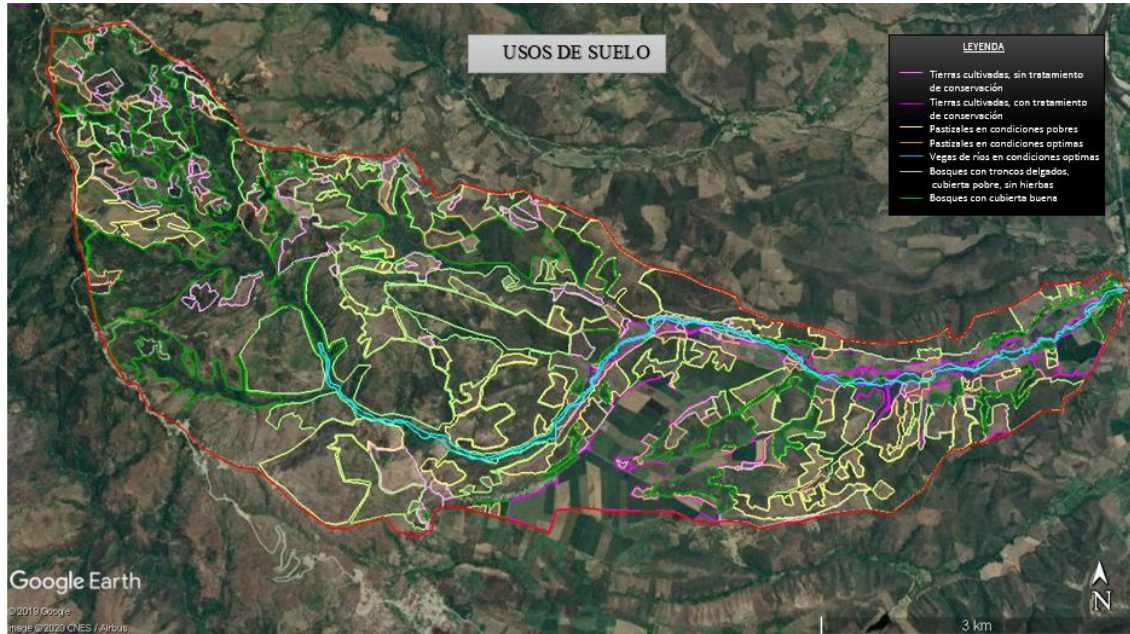 USOS DE SUELO
LEYENDA
Tierras cultivadas, sin tratamiento
de conservación
Tierras cultivadas, con tratamiento
de conservación
Pastizales en condiciones pobres
Pastizales en condiciones optimas
Vegas de ríos en condiciones optimas
Bosques con troncos delgados,
cubierta pobre, sin hierbas
Bosques con cubierta buena
Google Earth
© 2019 Google
Image © 2020 CNES / Airbus
N
3 km